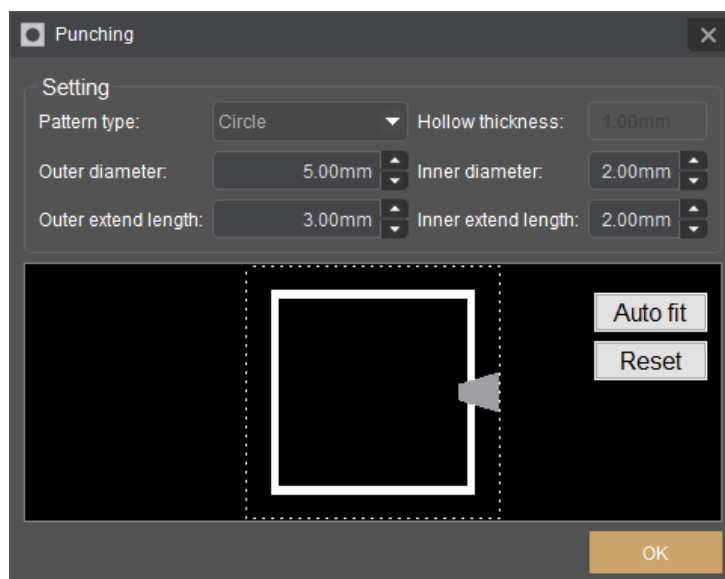 Punching
Setting
Pattern type: Circle Hollow thickness: 1.00mm
Outer diameter: 5.00mm Inner diameter: 2.00mm
Outer extend length: 3.00mm Inner extend length: 2.00mm
Auto fit
Reset
OK